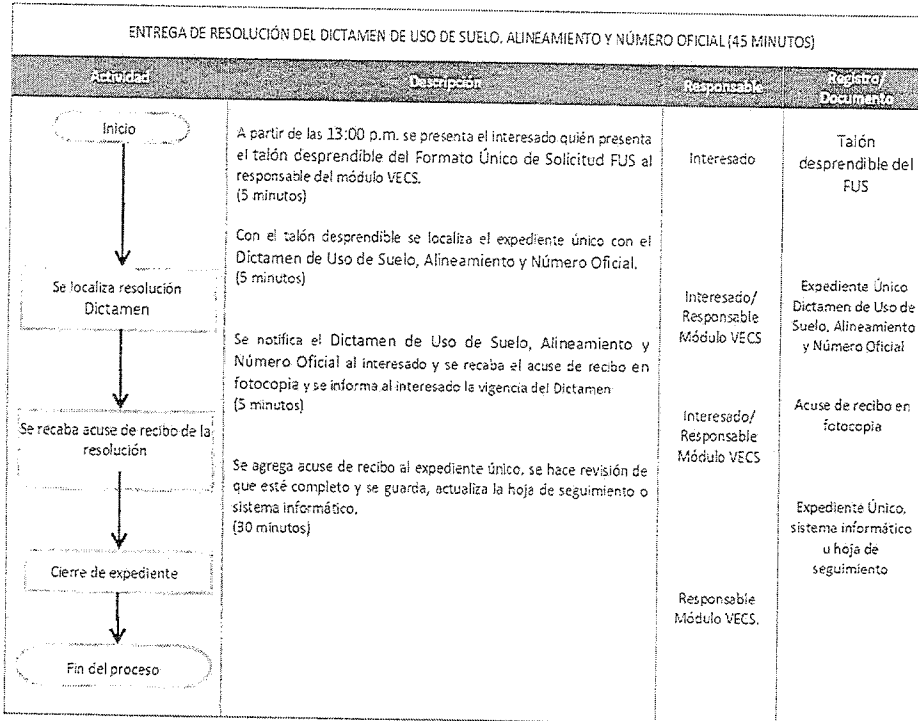 ENTREGA DE RESOLUCIÓN DEL DICTAMEN DE USO DE SUELO, ALINEAMIENTO Y NÚMERO OFICIAL (45 MINUTOS)
Actividad
Descripción
Responsable
Registro/
Documento
Inicio
A partir de las 13:00 p.m. se presenta el interesado quién presenta
el talón desprendible del Formato Único de Solicitud FUS al
responsable del módulo VECS.
(5 minutos)
Interesado
Talón
desprendible del
FUS
Se localiza resolución
Dictamen
Con el talón desprendible se localiza el expediente único con el
Dictamen de Uso de Suelo, Alineamiento y Número Oficial.
(5 minutos)
Interesado/
Responsable
Módulo VECS
Expediente Único
Dictamen de Uso de
Suelo, Alineamiento
y Número Oficial
Se recaba acuse de recibo de la
resolución
Se notifica el Dictamen de Uso de Suelo, Alineamiento y
Número Oficial al interesado y se recaba el acuse de recibo en
fotocopia y se informa al interesado la vigencia del Dictamen
(5 minutos)
Interesado/
Responsable
Módulo VECS
Acuse de recibo en
fotocopia
Cierre de expediente
Se agrega acuse de recibo al expediente único, se hace revisión de
que esté completo y se guarda, actualiza la hoja de seguimiento o
sistema informático.
(30 minutos)
Responsable
Módulo VECS.
Expediente Único,
sistema informático
u hoja de
seguimiento
Fin del proceso